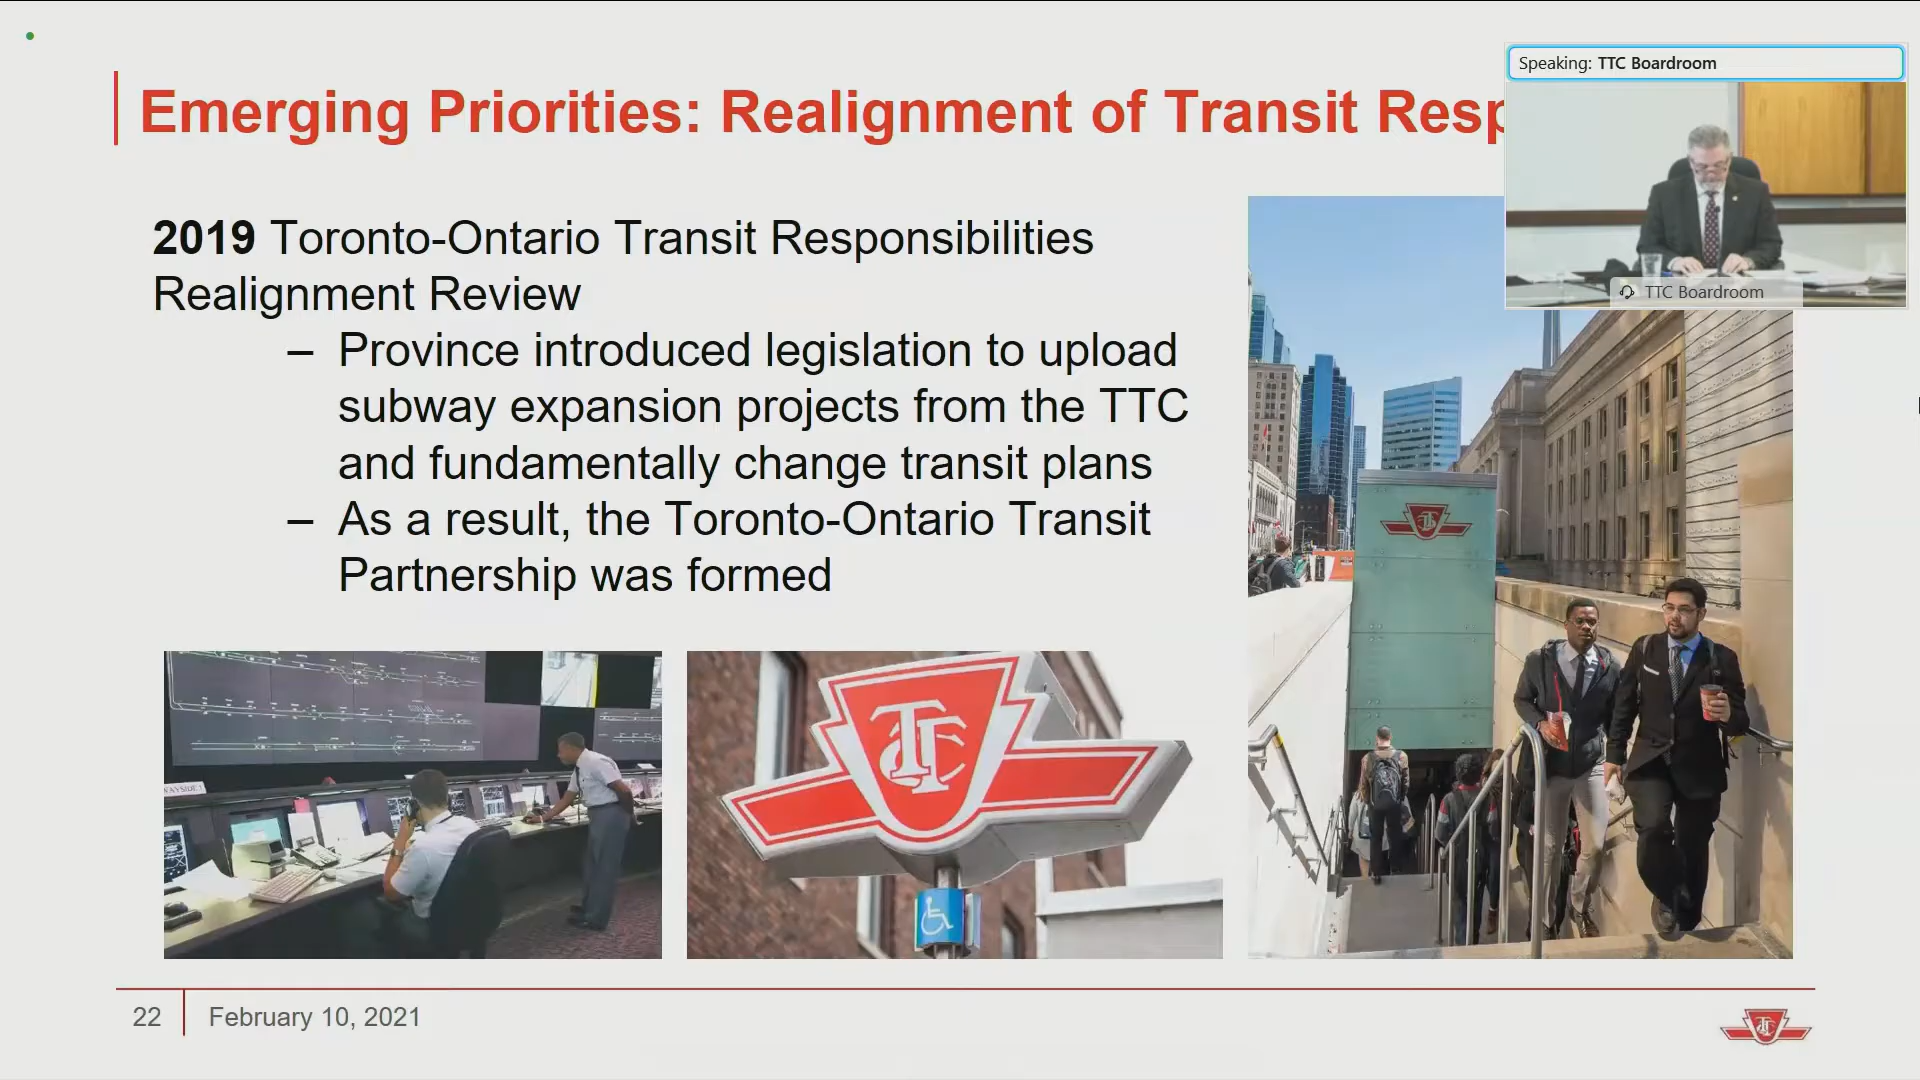 Speaking: TTC Boardroom
Emerging Priorities: Realignment of Transit Resp
TTC Boardroom
2019 Toronto-Ontario Transit Responsibilities
Realignment Review
– Province introduced legislation to upload
subway expansion projects from the TTC
and fundamentally change transit plans
– As a result, the Toronto-Ontario Transit
Partnership was formed
TTC
22
February 10, 2021